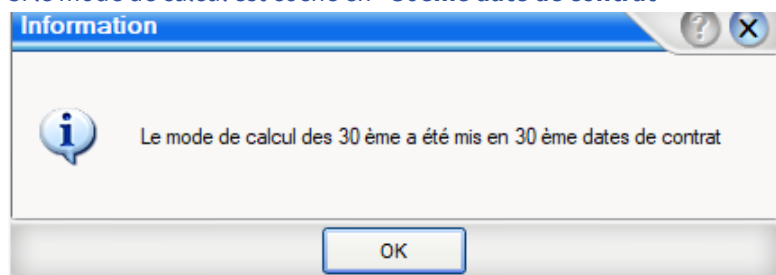 Information
Le mode de calcul des 30 ème a été mis en 30 ème dates de contrat
OK